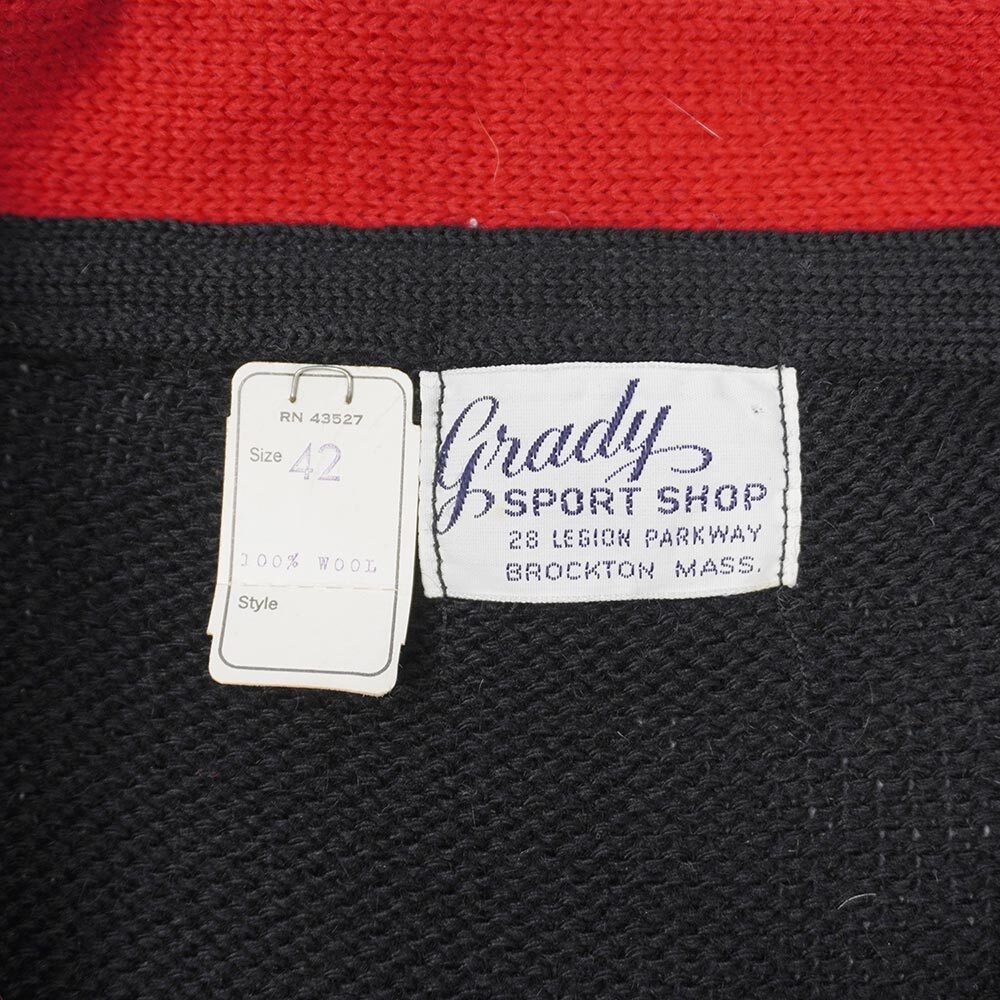 RN 43527
Size 42
100% WOOL
Style
Grady
SPORT SHOP
28 LEGION PARKWAY
BROCKTON MASS.